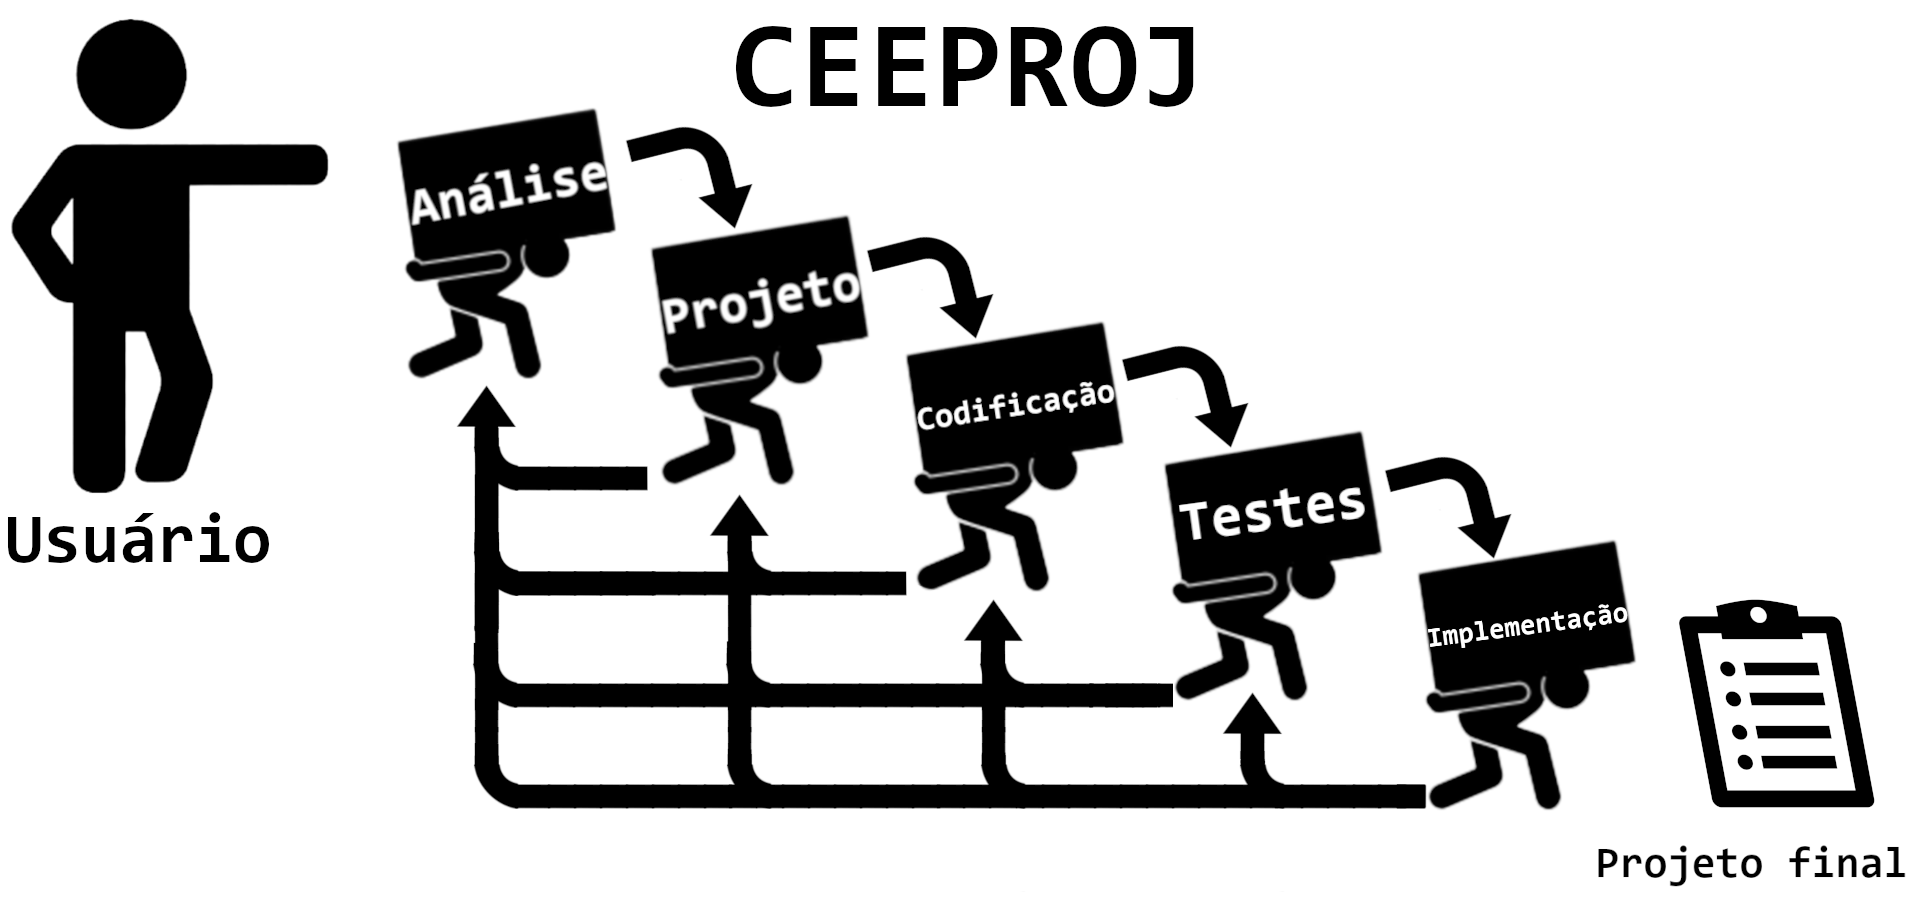 CEEPROJ
Análise
Projeto
Codificação
Testes
Implementação
Usuário
Projeto final